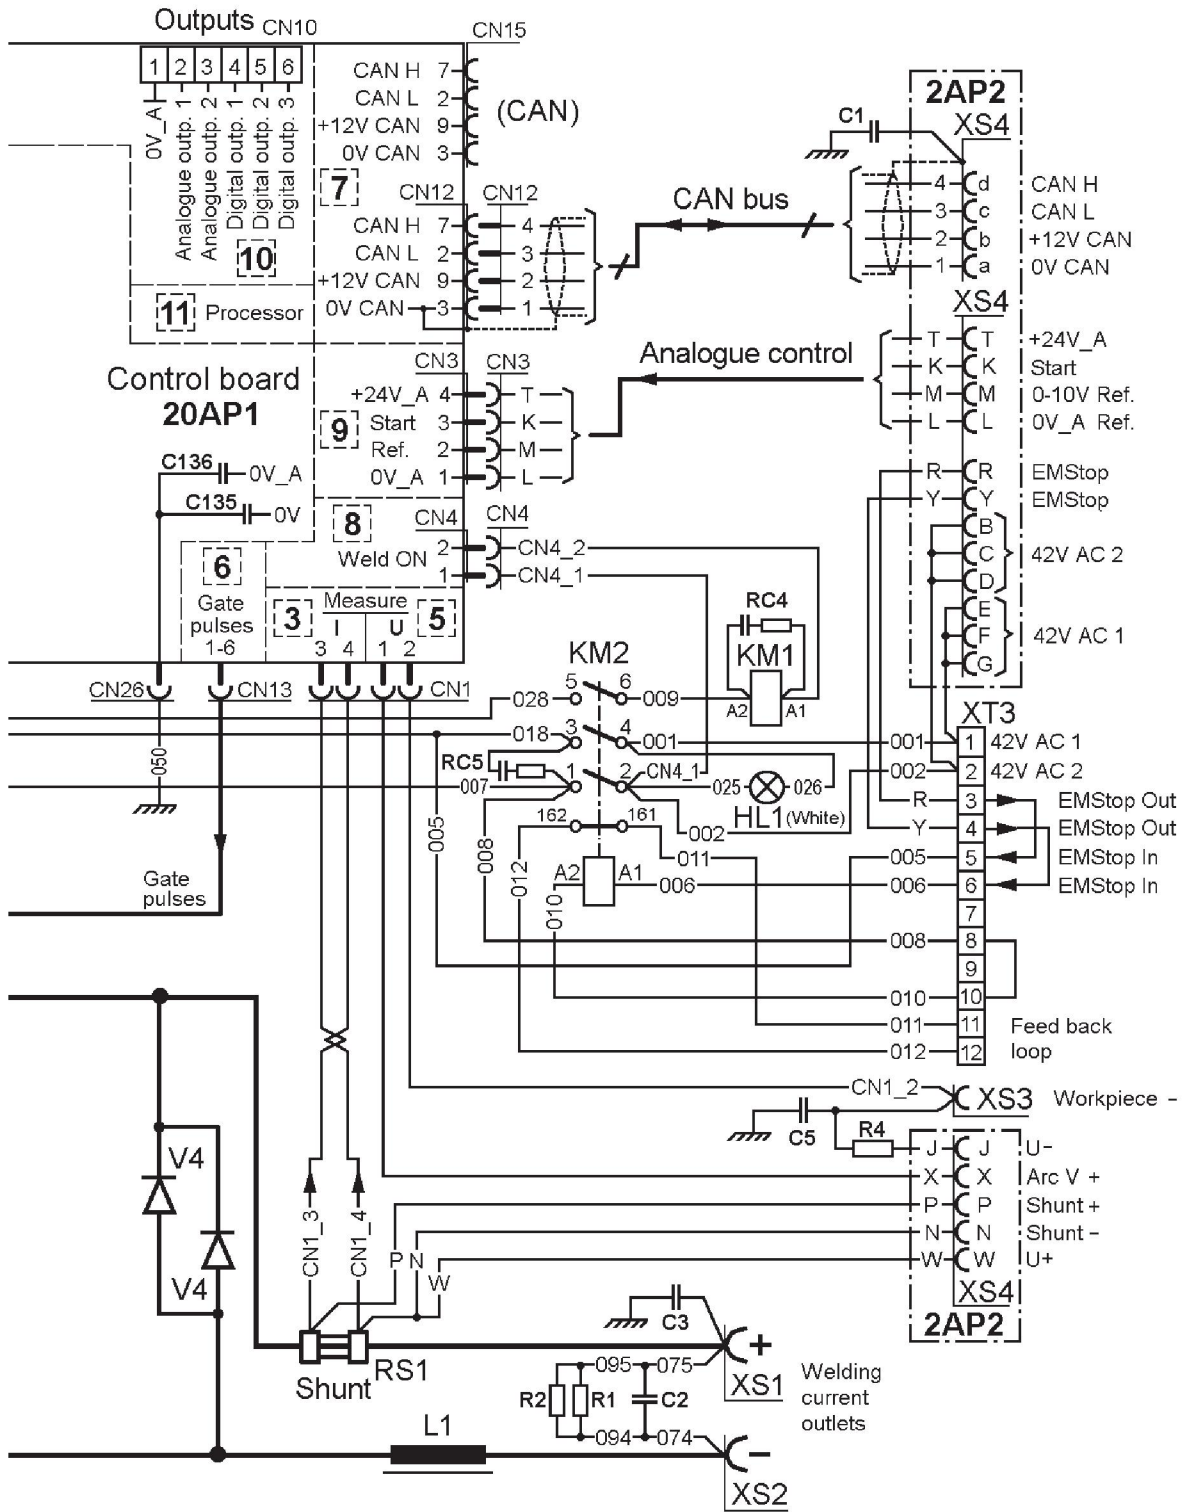 Outputs CN10
CN15
1 2 3 4 5 6
0V_A
Analogue outp. 1
Analogue outp. 2
Digital outp. 1
Digital outp. 2
Digital outp. 3
CAN H 7
CAN L 2
+12V CAN 9
0V CAN 3
(CAN)
7
10
11 Processor
CN12 CN12
CAN H 7 4
CAN L 2 3
+12V CAN 9 2
0V CAN 3 1
CAN bus
2AP2
XS4
C1
4 d CAN H
3 c CAN L
2 b +12V CAN
1 a 0V CAN
XS4
T T +24V_A
K K Start
M M 0-10V Ref.
L L 0V_A Ref.
R R EMStop
Y Y EMStop
B
C 42V AC 2
D
E
F 42V AC 1
G
Analogue control
Control board
20AP1
CN3 CN3
+24V_A 4 T
9 Start 3 K
Ref. 2 M
0V_A 1 L
C136 0V_A
C135 0V
8
CN4 CN4
2 CN4_2
Weld ON
1 CN4_1
6
Gate
pulses
1-6
3 Measure 5
I U
3 4 1 2
CN26 CN13 CN1
050
Gate
pulses
RC4
KM1
A2 A1
KM2
028 5 6 009
018 3 4 001
RC5
007 1 2 CN4_1
025 026
HL1 (White)
002
162 161
011
A2 A1 006
005
008
012
010
XT3
001 1 42V AC 1
002 2 42V AC 2
R 3 EMStop Out
Y 4 EMStop Out
005 5 EMStop In
006 6 EMStop In
7
008 8
9
010 10
011 11 Feed back
012 12 loop
CN1_2 XS3 Workpiece -
C5
R4 J J U-
X X Arc V +
P P Shunt +
N N Shunt -
W W U+
XS4
2AP2
V4
V4
CN1_3
CN1_4
P N W
C3
RS1
Shunt
+
XS1
Welding
current
outlets
095 075
R2 R1 C2
094 074
L1
-
XS2